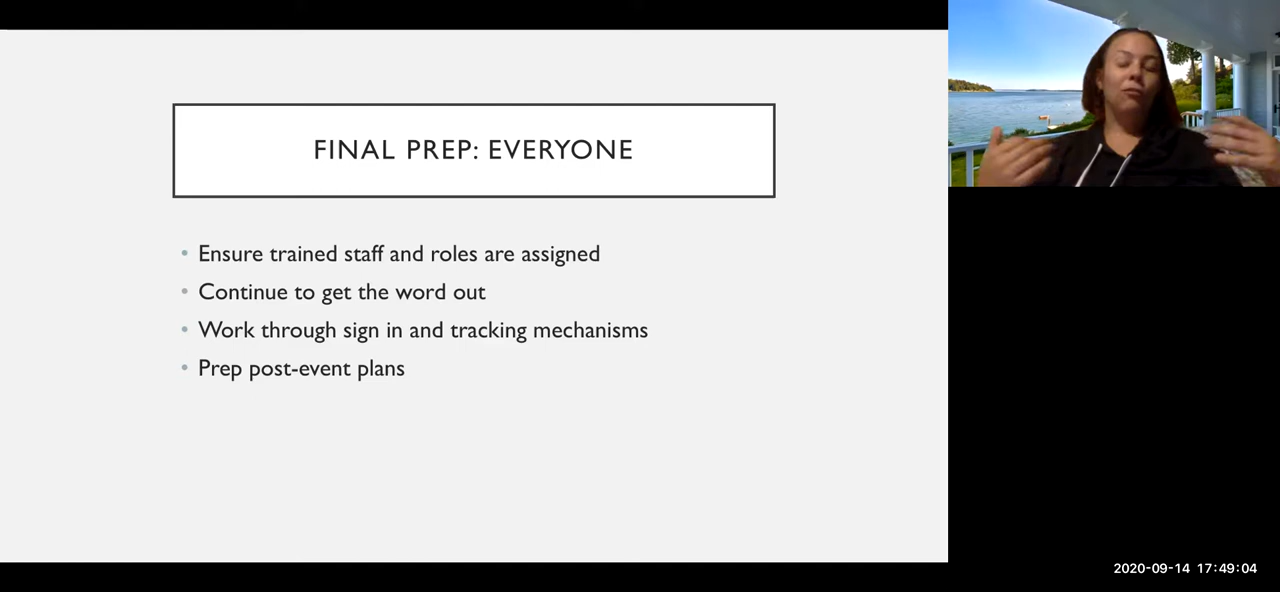 FINAL PREP: EVERYONE
• Ensure trained staff and roles are assigned
• Continue to get the word out
• Work through sign in and tracking mechanisms
• Prep post-event plans
2020-09-14 17:49:04